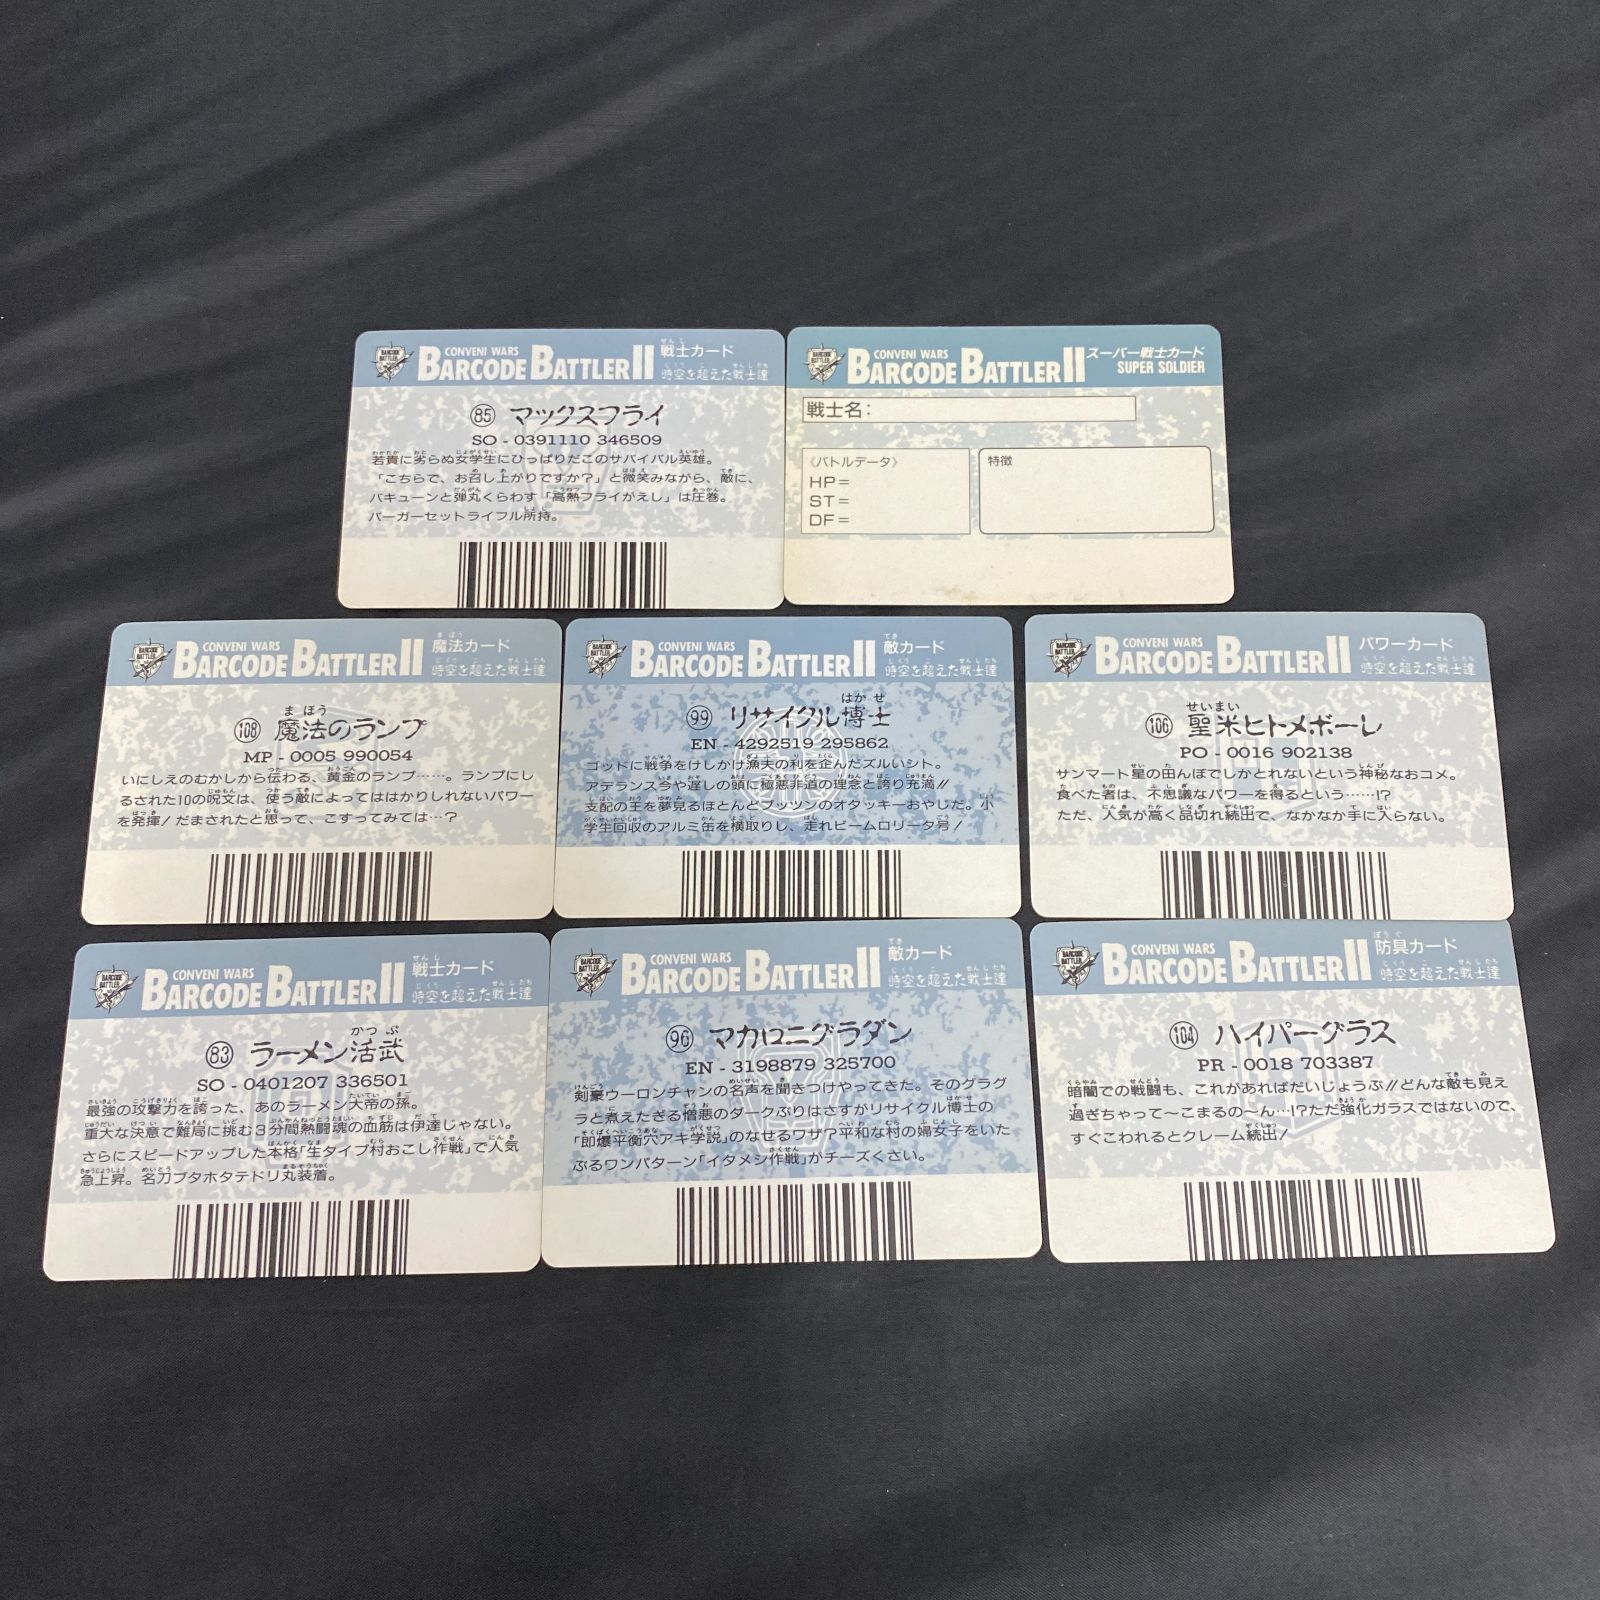 BARCODE BATTLER
CONVENI WARS
BARCODE BATTLER II
戦士カード
時空を超えた戦士達
85 マックスフライ
SO - 0391110 346509
若貴に劣らぬ女学生にひっぱりだこのサバイバル英雄。
「こちらで、お召し上がりですか？」と微笑みながら、敵に、
バキューンと弾丸くらわす「高熱フライがえし」は圧巻。
バーガーセットライフル所持。
BARCODE BATTLER
CONVENI WARS
BARCODE BATTLER II
スーパー戦士カード
SUPER SOLDIER
戦士名:
《バトルデータ》
HP=
ST=
DF=
特徴
BARCODE BATTLER
CONVENI WARS
BARCODE BATTLER II
魔法カード
時空を超えた戦士達
108 魔法のランプ
MP - 0005 990054
いにしえのむかしから伝わる、黄金のランプ……。ランプにし
るされた10の呪文は、使う敵によってははかりしれないパワー
を発揮！だまされたと思って、こすってみては…？
BARCODE BATTLER
CONVENI WARS
BARCODE BATTLER II
敵カード
時空を超えた戦士達
99 リサイクル博士
EN - 4292519 295862
ゴッドに戦争をけしかけ漁夫の利を企んだズルいシト。
アデランス今や遅しの頭に極悪非道の理念と誇り充満!!
支配の王を夢見るほとんどブッツンのオタッキーおやじだ。小
学生回収のアルミ缶を横取りし、走れビームロリータ号！
BARCODE BATTLER
CONVENI WARS
BARCODE BATTLER II
パワーカード
時空を超えた戦士達
106 聖米ヒトメボーレ
PO - 0016 902138
サンマート星の田んぼでしかとれないという神秘なおコメ。
食べた者は、不思議なパワーを得るという……!?
ただ、人気が高く品切れ続出で、なかなか手に入らない。
BARCODE BATTLER
CONVENI WARS
BARCODE BATTLER II
戦士カード
時空を超えた戦士達
83 ラーメン活武
SO - 0401207 336501
最強の攻撃力を誇った、あのラーメン大帝の孫。
重大な決意で難局に挑む3分間熱闘魂の血筋は伊達じゃない。
さらにスピードアップした本格「生タイプ村おこし作戦」で人気
急上昇。名刀ブタホタテドリ丸装着。
BARCODE BATTLER
CONVENI WARS
BARCODE BATTLER II
敵カード
時空を超えた戦士達
96 マカロニグラダン
EN - 3198879 325700
剣豪ウーロンチャンの名声を聞きつけやってきた。そのグラグ
ラと煮えたぎる憎悪のダークぶりはさすがリサイクル博士の
「即爆平衡穴アキ学説」のなせるワザ？平和な村の婦女子をいた
ぶるワンパターン「イタメシ作戦」がチーズくさい。
BARCODE BATTLER
CONVENI WARS
BARCODE BATTLER II
防具カード
時空を超えた戦士達
104 ハイパーグラス
PR - 0018 703387
暗闇での戦闘も、これがあればだいじょうぶ!!どんな敵も見え
過ぎちゃって〜こまるの〜ん…!?ただ強化ガラスではないので、
すぐこわれるとクレーム続出！